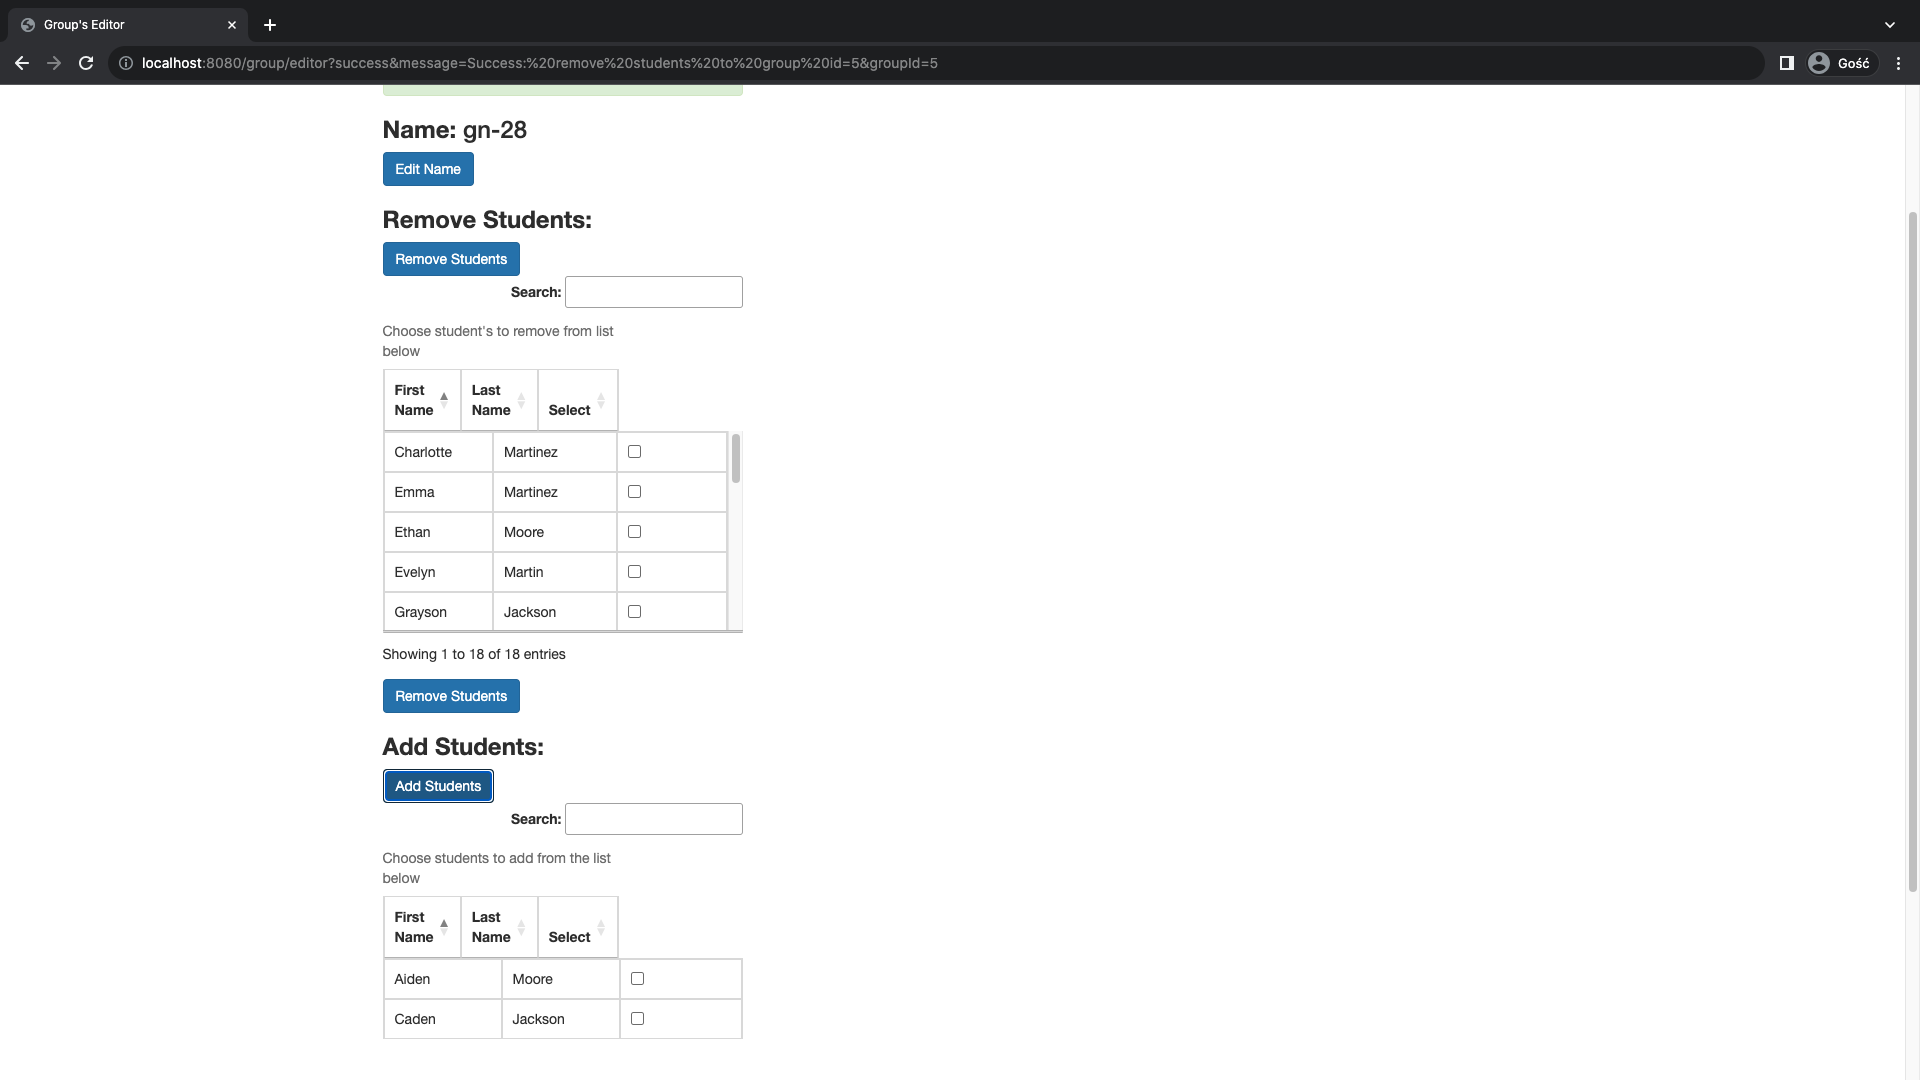 Group's Editor
localhost:8080/group/editor?success&message=Success:%20remove%20students%20to%20group%20id=5&groupId=5
Gość
Name: gn-28
Edit Name
Remove Students:
Remove Students
Search:
Choose student's to remove from list
below
First Name Last Name Select
Charlotte Martinez
Emma Martinez
Ethan Moore
Evelyn Martin
Grayson Jackson
Showing 1 to 18 of 18 entries
Remove Students
Add Students:
Add Students
Search:
Choose students to add from the list
below
First Name Last Name Select
Aiden Moore
Caden Jackson